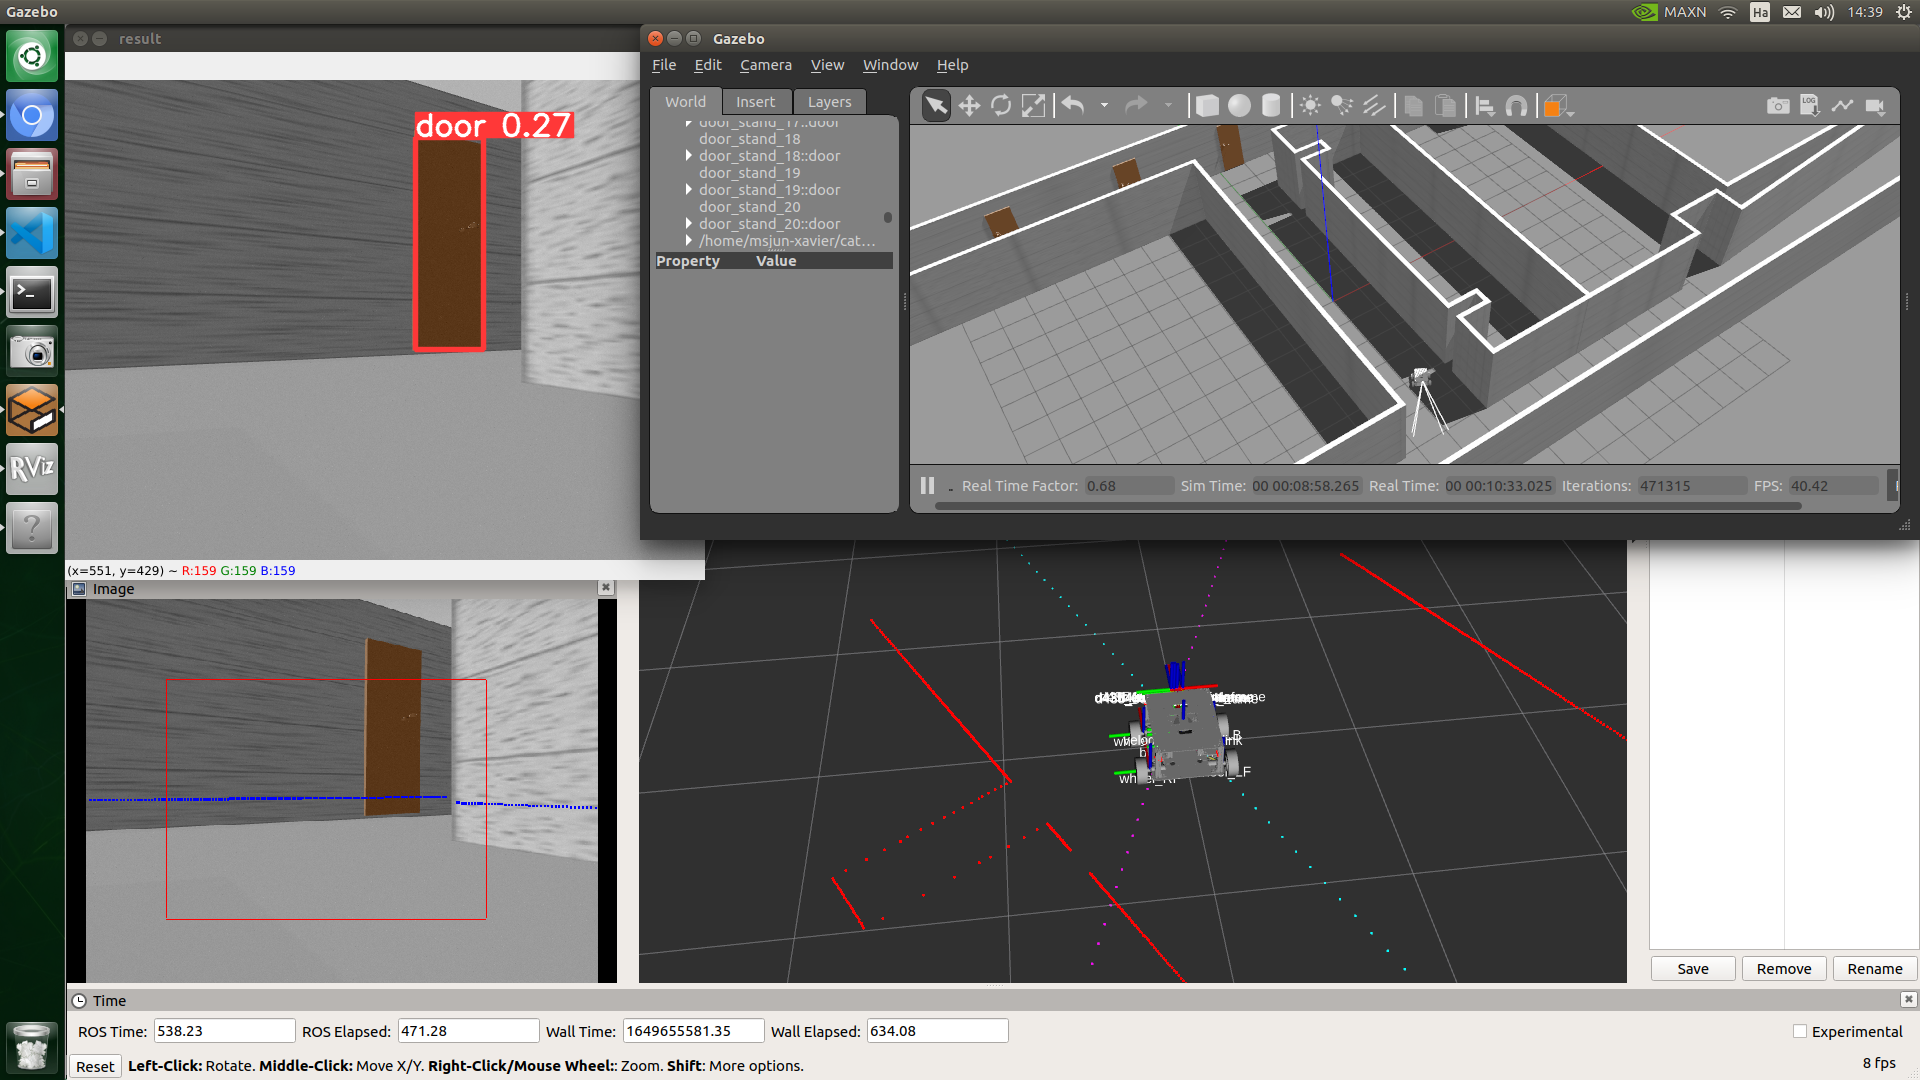 Gazebo
MAXN
Ha
14:39
result
door 0.27
(x=551, y=429) ~ R:159 G:159 B:159
Gazebo
File Edit Camera View Window Help
World Insert Layers
door_stand_17::door
door_stand_18
door_stand_18::door
door_stand_19
door_stand_19::door
door_stand_20
door_stand_20::door
/home/msjun-xavier/cat...
Property Value
LOG
Real Time Factor: 0.68 Sim Time: 00 00:08:58.265 Real Time: 00 00:10:33.025 Iterations: 471315 FPS: 40.42
RViz
Image
Save Remove Rename
Time
ROS Time: 538.23 ROS Elapsed: 471.28 Wall Time: 1649655581.35 Wall Elapsed: 634.08
Experimental
Reset Left-Click: Rotate. Middle-Click: Move X/Y. Right-Click/Mouse Wheel:: Zoom. Shift: More options.
8 fps